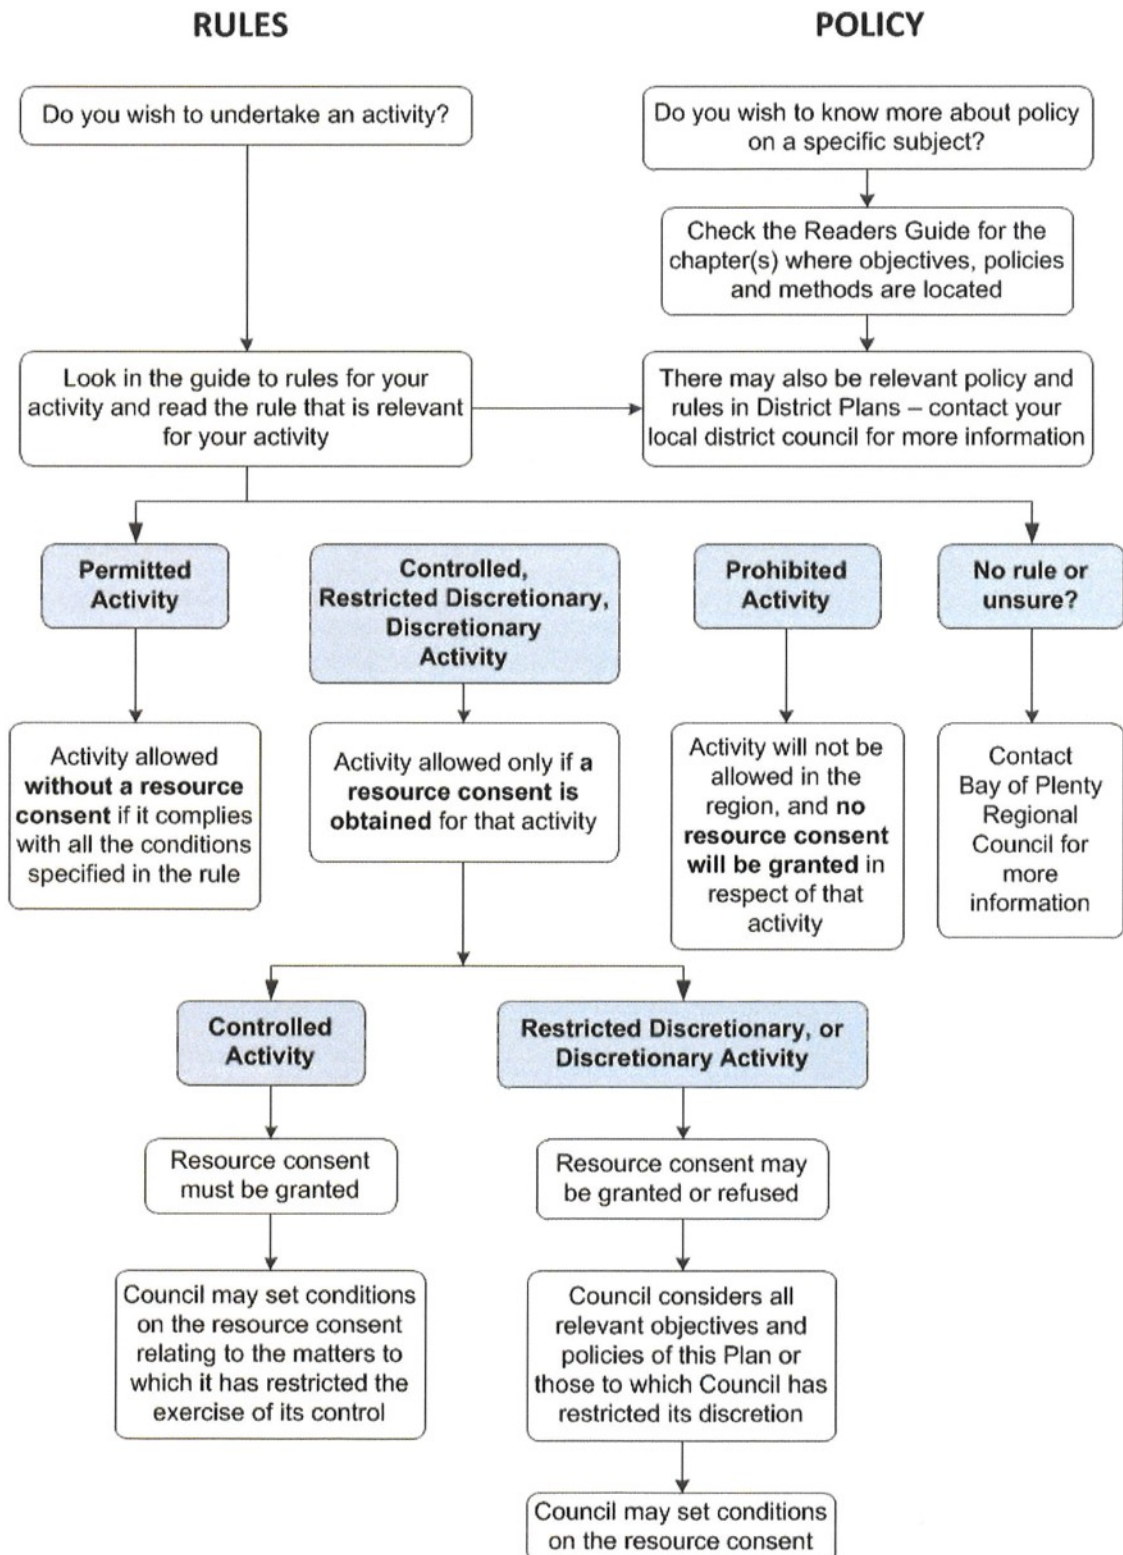 RULES
POLICY
Do you wish to undertake an activity?
Do you wish to know more about policy
on a specific subject?
Check the Readers Guide for the
chapter(s) where objectives, policies
and methods are located
Look in the guide to rules for your
activity and read the rule that is relevant
for your activity
There may also be relevant policy and
rules in District Plans – contact your
local district council for more information
Permitted
Activity
Controlled,
Restricted Discretionary,
Discretionary
Activity
Prohibited
Activity
No rule or
unsure?
Activity allowed
without a resource
consent if it complies
with all the conditions
specified in the rule
Activity allowed only if a
resource consent is
obtained for that activity
Activity will not be
allowed in the
region, and no
resource consent
will be granted in
respect of that
activity
Contact
Bay of Plenty
Regional
Council for
more
information
Controlled
Activity
Restricted Discretionary, or
Discretionary Activity
Resource consent
must be granted
Resource consent may
be granted or refused
Council may set conditions
on the resource consent
relating to the matters to
which it has restricted the
exercise of its control
Council considers all
relevant objectives and
policies of this Plan or
those to which Council has
restricted its discretion
Council may set conditions
on the resource consent